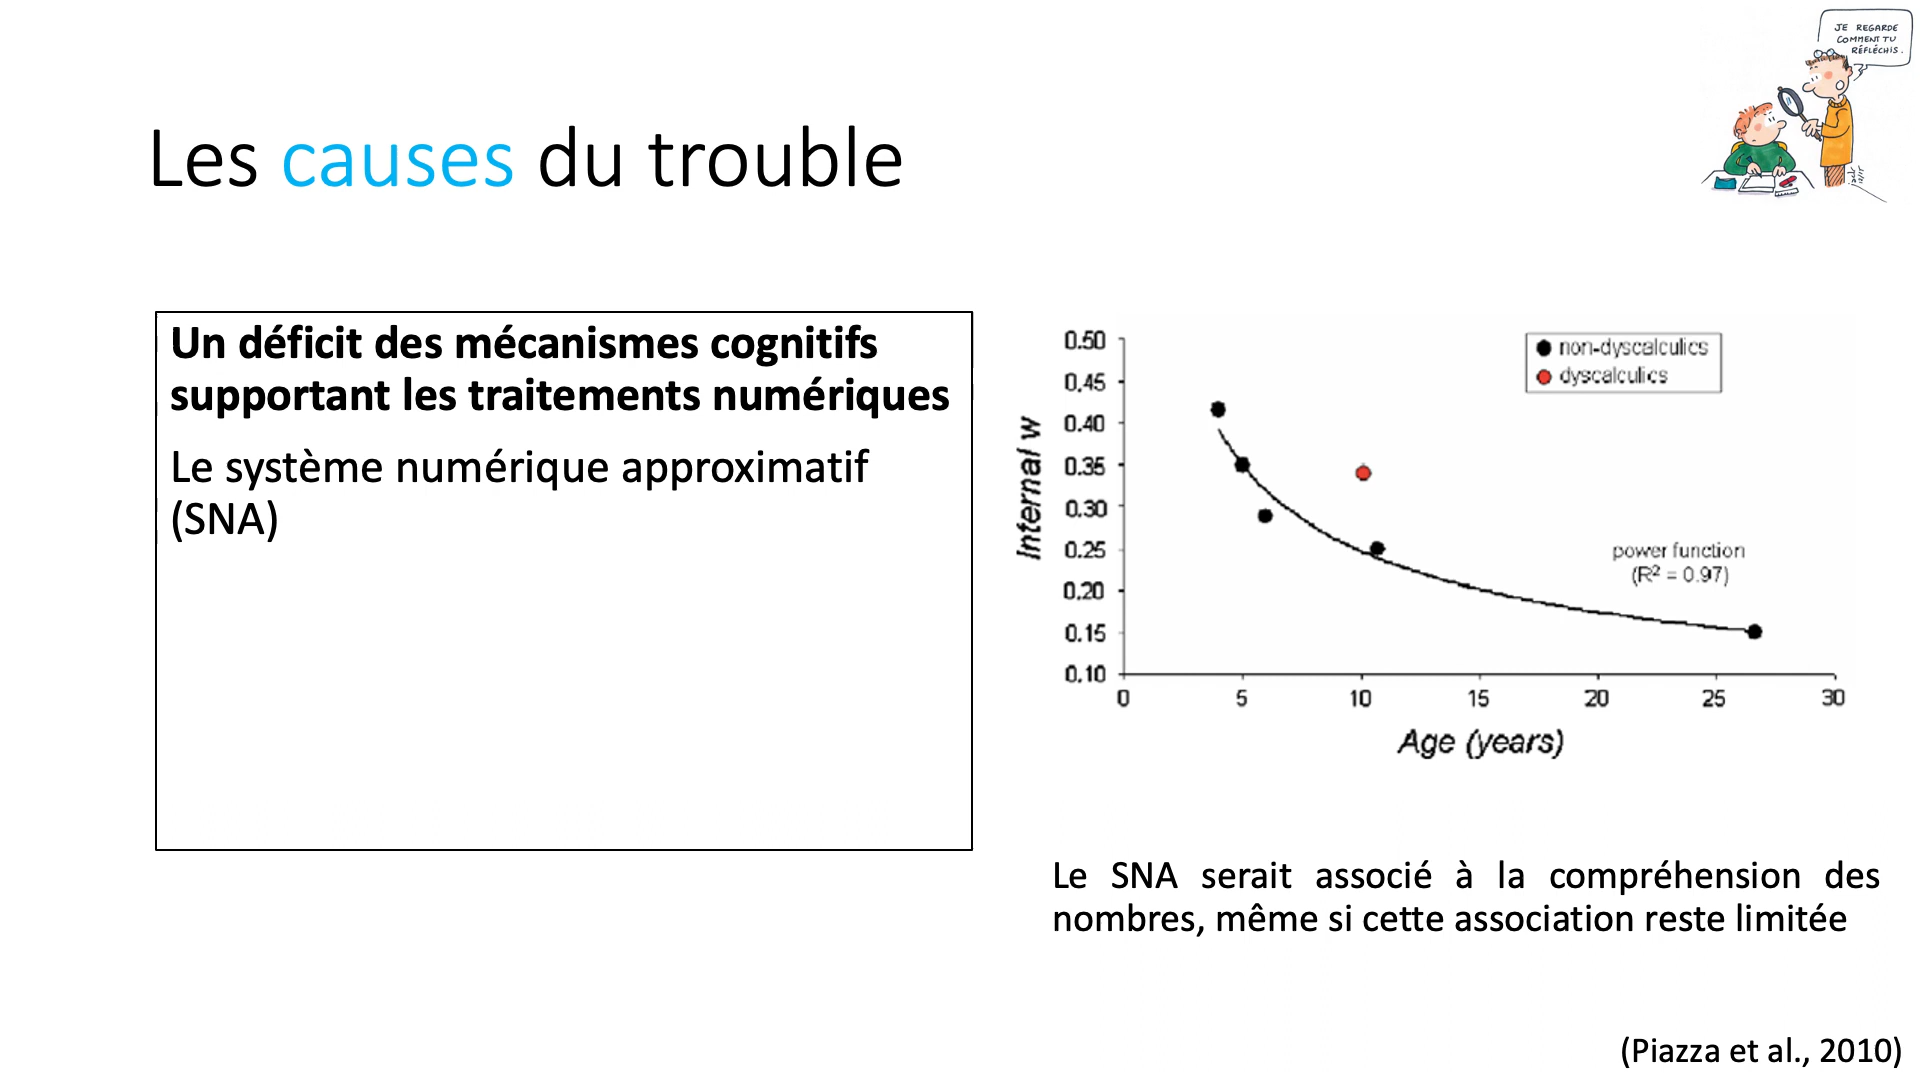 JE REGARDE
COMMENT TU
RÉFLÉCHIS.
Les causes du trouble
Un déficit des mécanismes cognitifs
supportant les traitements numériques
Le système numérique approximatif
(SNA)
0.50
0.45
0.40
0.35
0.30
0.25
0.20
0.15
0.10
Internal w
non-dyscalculics
dyscalculics
power function
(R² = 0.97)
0 5 10 15 20 25 30
Age (years)
Le SNA serait associé à la compréhension des
nombres, même si cette association reste limitée
(Piazza et al., 2010)